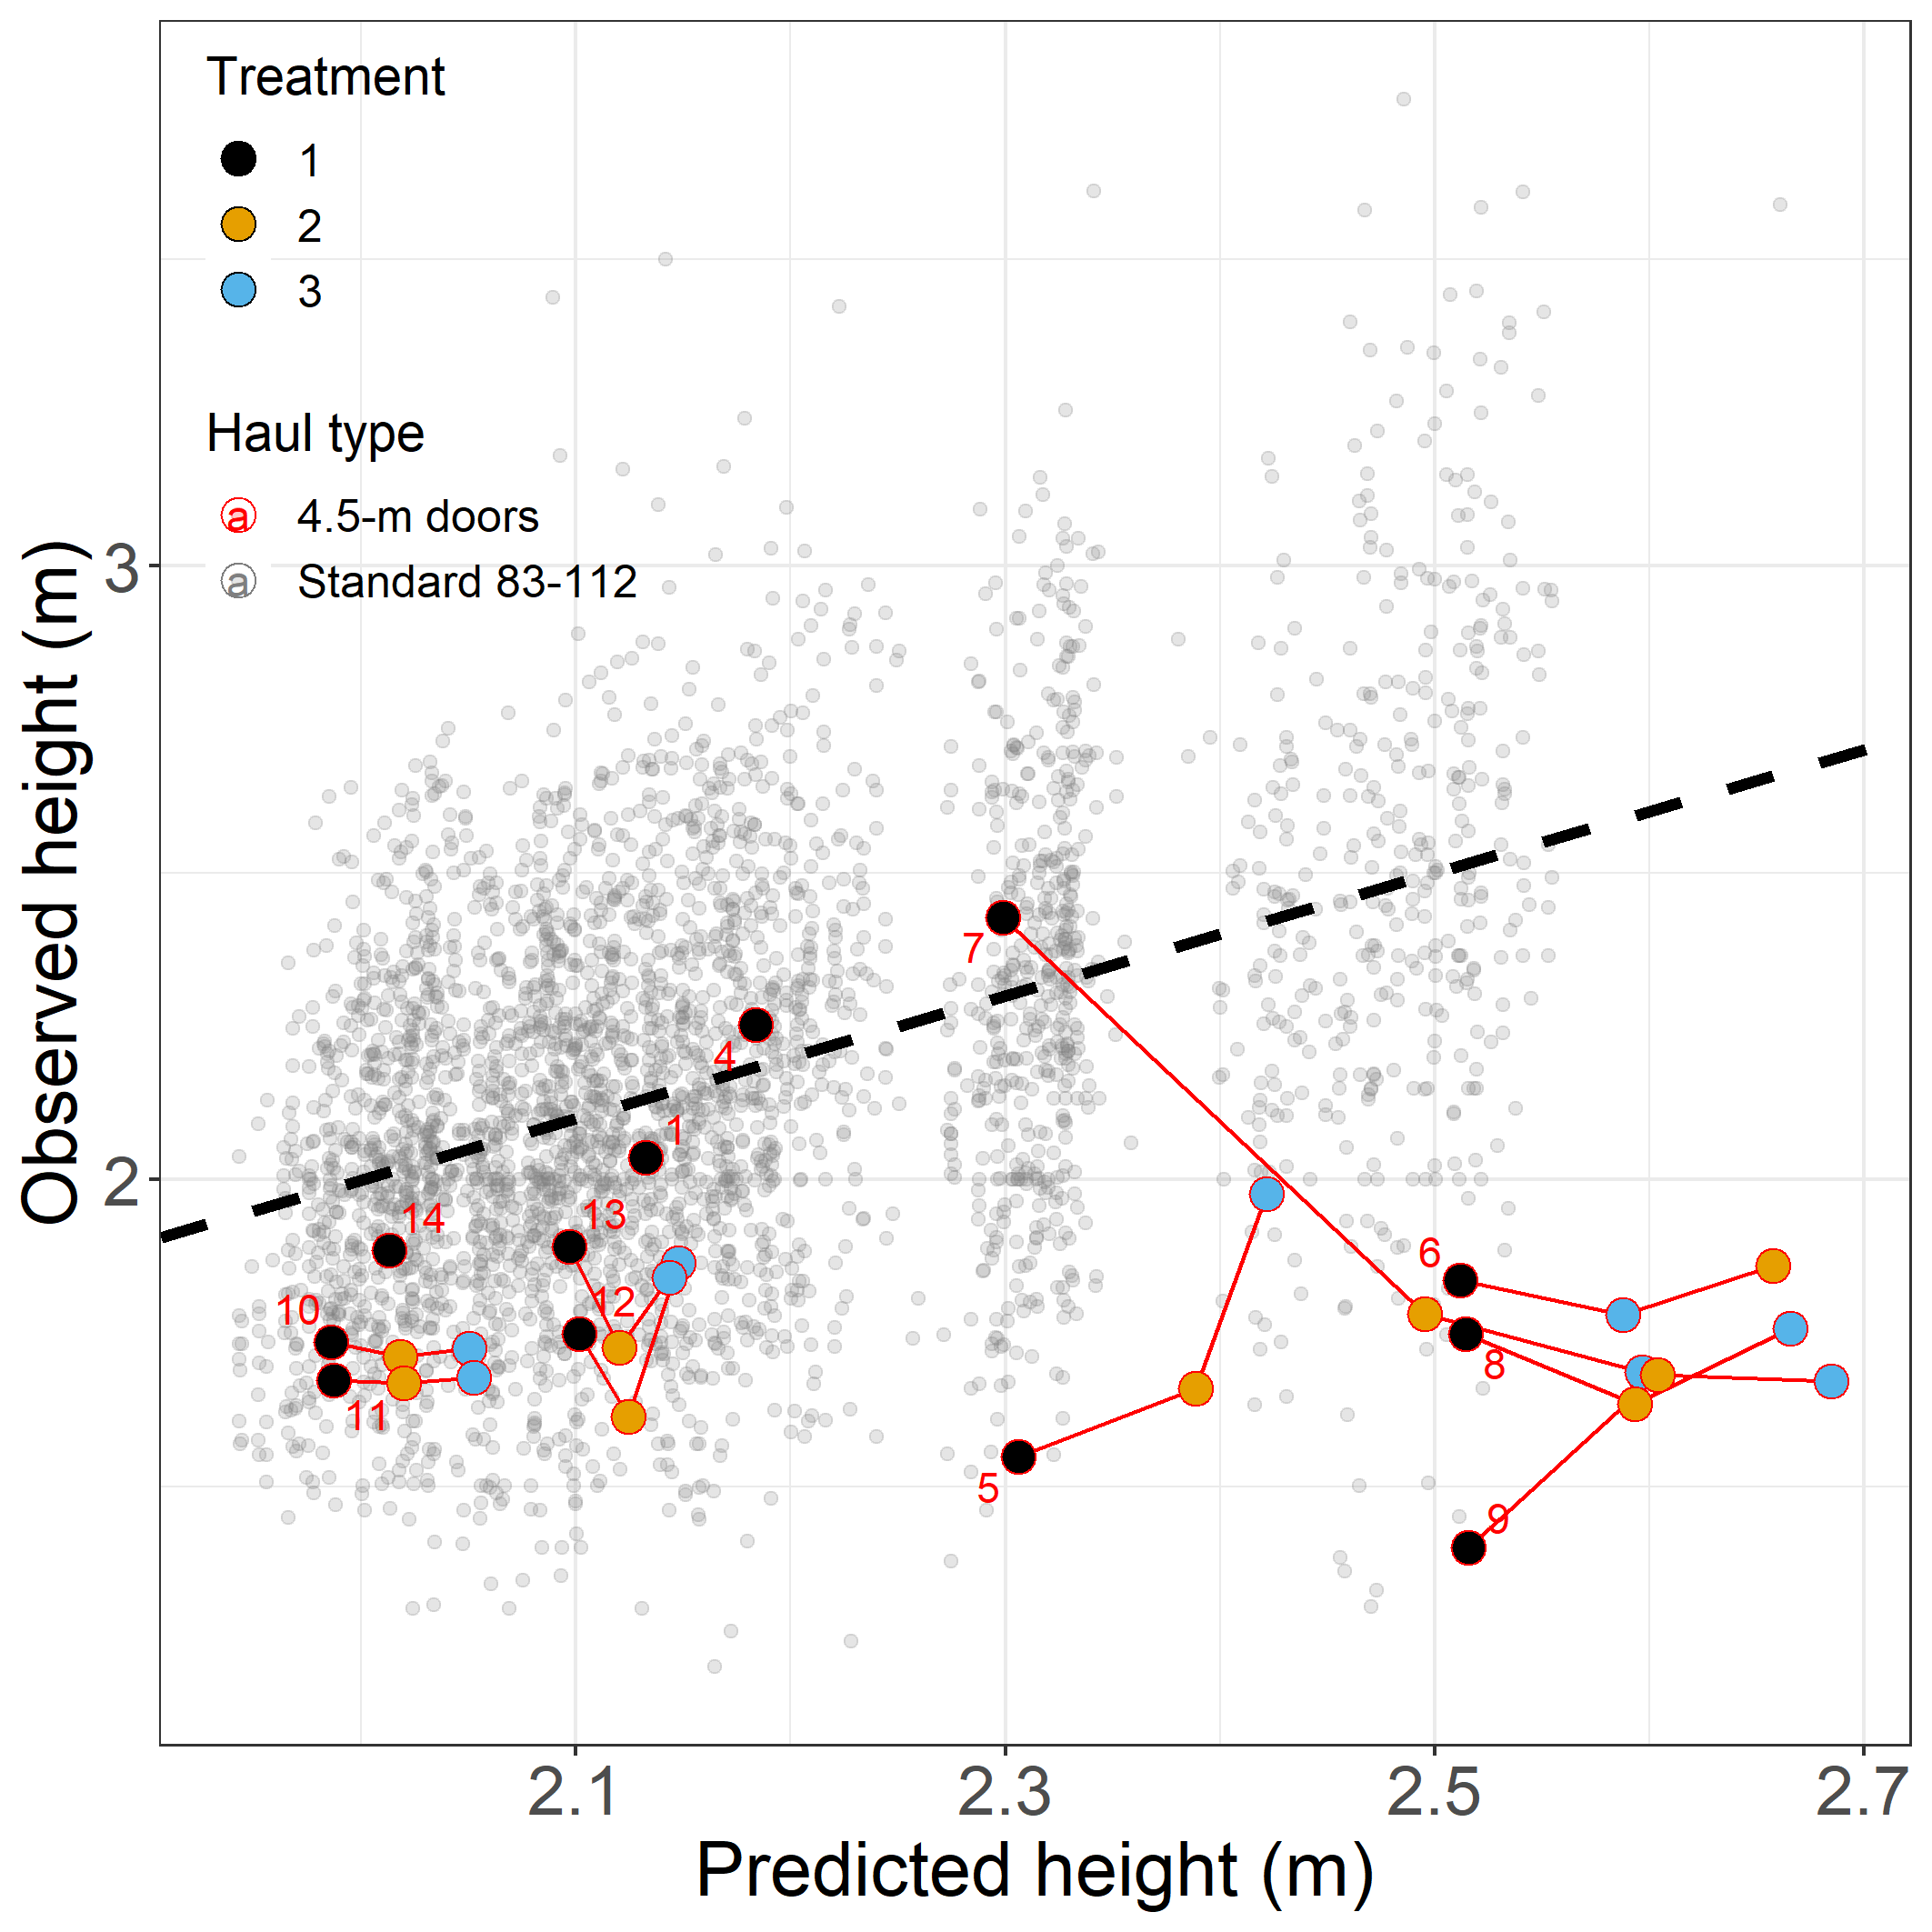 Treatment
1
2
3
Haul type
a 4.5-m doors
a Standard 83-112
Observed height (m)
3
2
7
4
1
14
13
6
10
12
8
11
5
9
2.1 2.3 2.5 2.7
Predicted height (m)